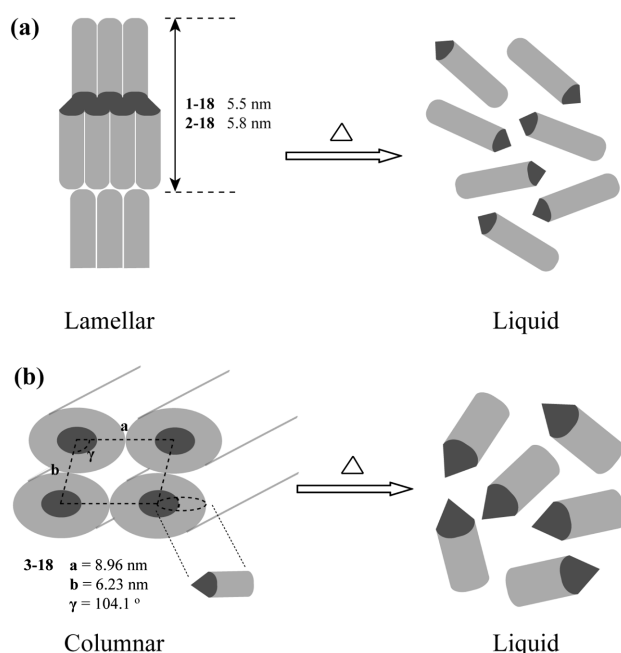 (a)
1-18 5.5 nm
2-18 5.8 nm
△
Lamellar
Liquid
(b)
a
b
γ
△
3-18 a = 8.96 nm
b = 6.23 nm
γ = 104.1 °
Columnar
Liquid